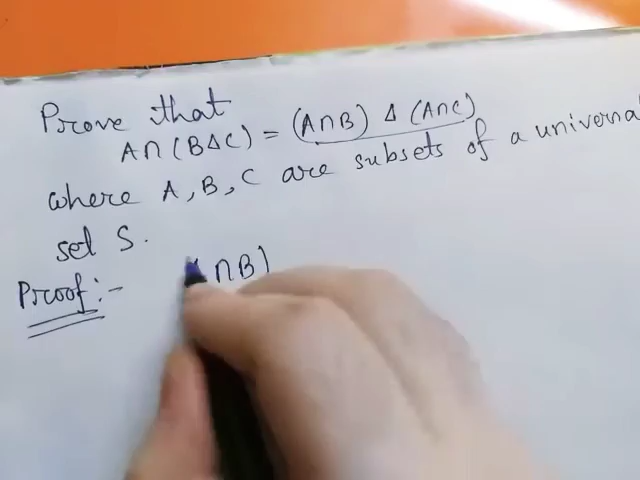 Prove that
A∩(BΔC) = (A∩B) Δ (A∩C)
where A, B, C are subsets of a universal
set S.
Proof:- (A∩B)